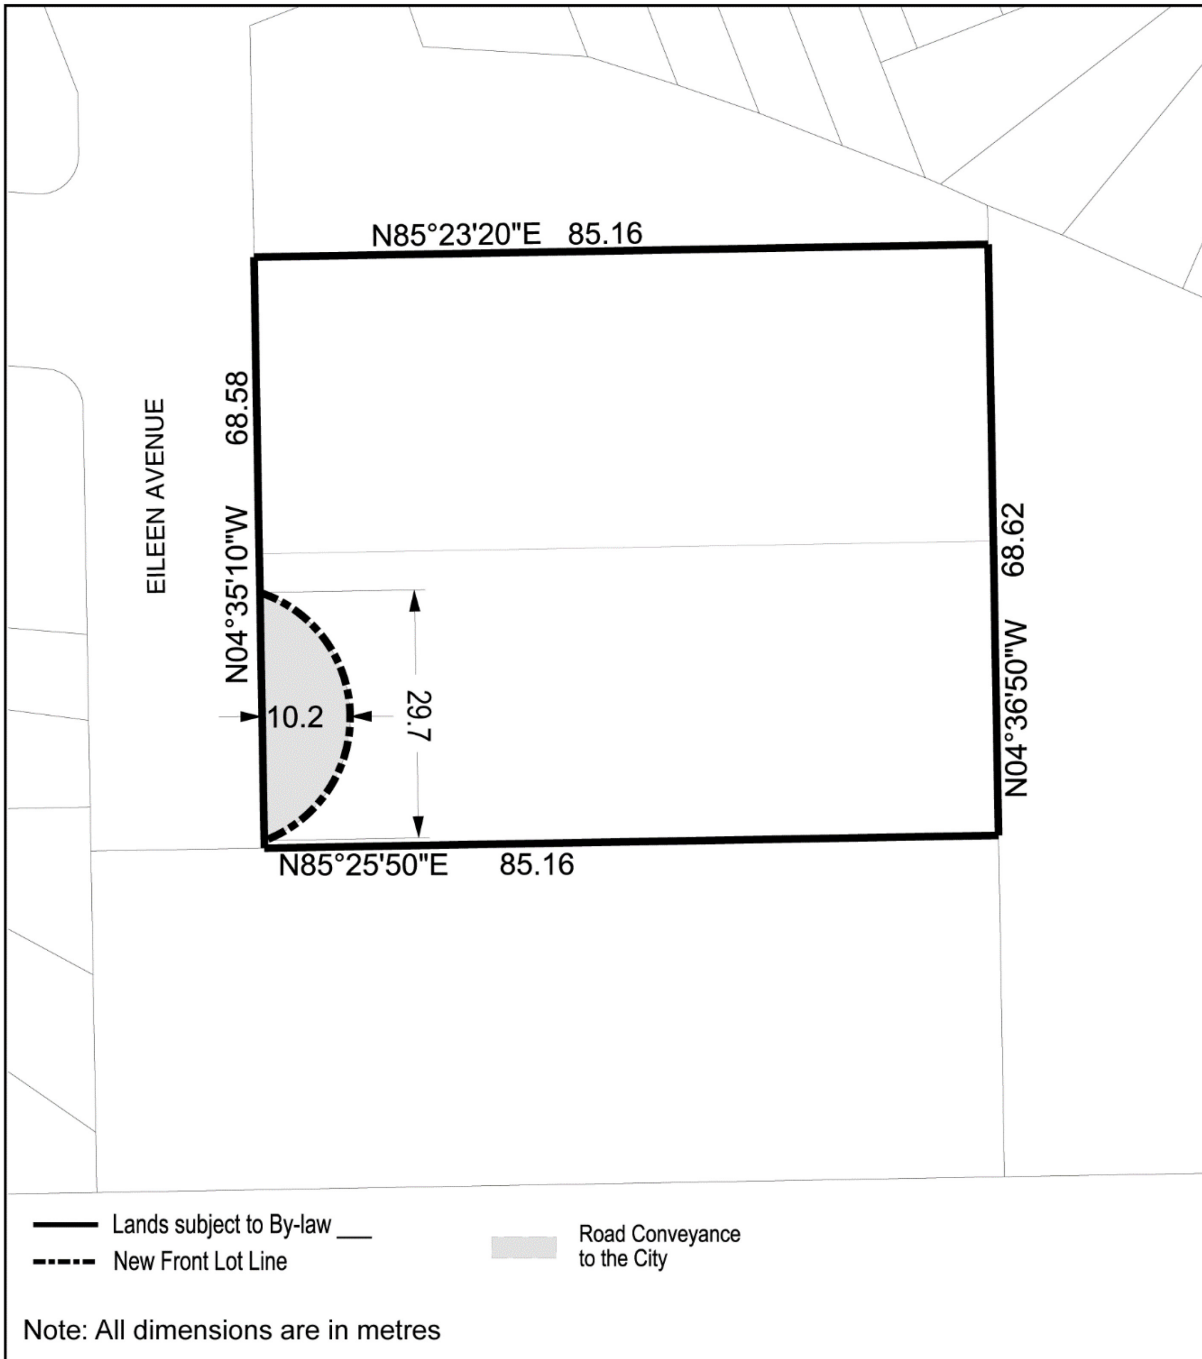 N85°23'20"E 85.16
EILEEN AVENUE
N04°35'10"W 68.58
N04°36'50"W 68.62
10.2
29.7
N85°25'50"E 85.16
Lands subject to By-law ___
New Front Lot Line
Road Conveyance
to the City
Note: All dimensions are in metres